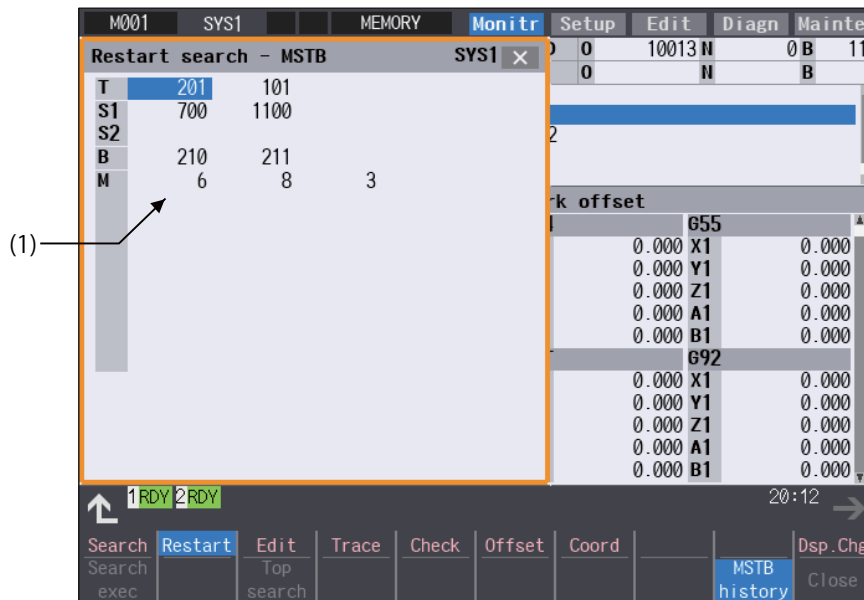 M001 SYS1 MEMORY Monitr Setup Edit Diagn Mainte
Restart search - MSTB SYS1 ×
O 10013 N 0 B 11
O N B
T 201 101
S1 700 1100
S2
B 210 211
M 6 8 3
(1)
2
rk offset
G55
0.000 X1 0.000
0.000 Y1 0.000
0.000 Z1 0.000
0.000 A1 0.000
0.000 B1 0.000
G92
0.000 X1 0.000
0.000 Y1 0.000
0.000 Z1 0.000
0.000 A1 0.000
0.000 B1 0.000
1 RDY 2 RDY 20:12
Search Restart Edit Trace Check Offset Coord Dsp.Chg
Search Top MSTB Close
exec search history